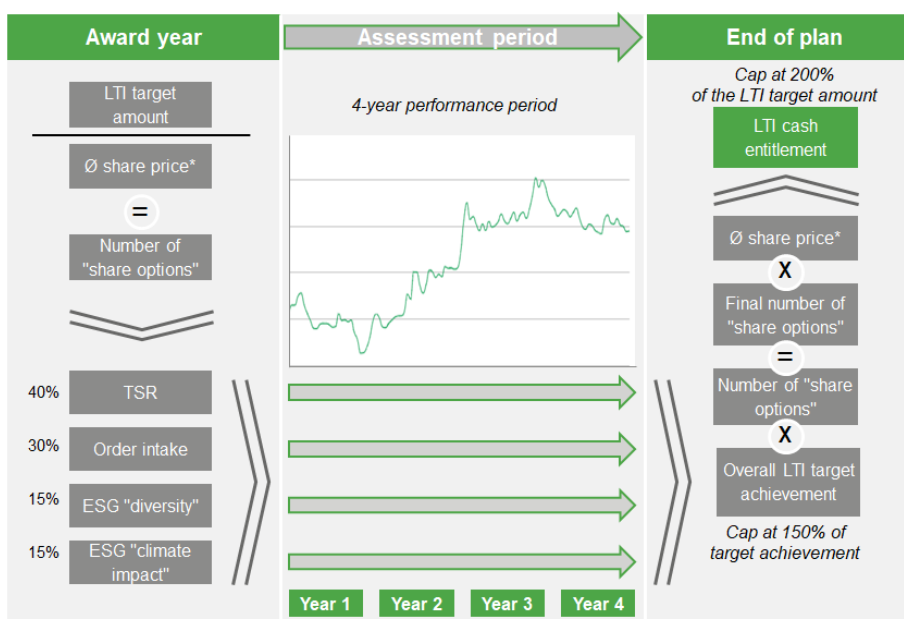 Award year
Assessment period
End of plan
LTI target
amount
Ø share price*
=
Number of
"share options"
40%
TSR
30%
Order intake
15%
ESG "diversity"
15%
ESG "climate
impact"
4-year performance period
Year 1
Year 2
Year 3
Year 4
Cap at 200%
of the LTI target amount
LTI cash
entitlement
Ø share price*
X
Final number of
"share options"
=
Number of "share
options"
X
Overall LTI target
achievement
Cap at 150% of
target achievement